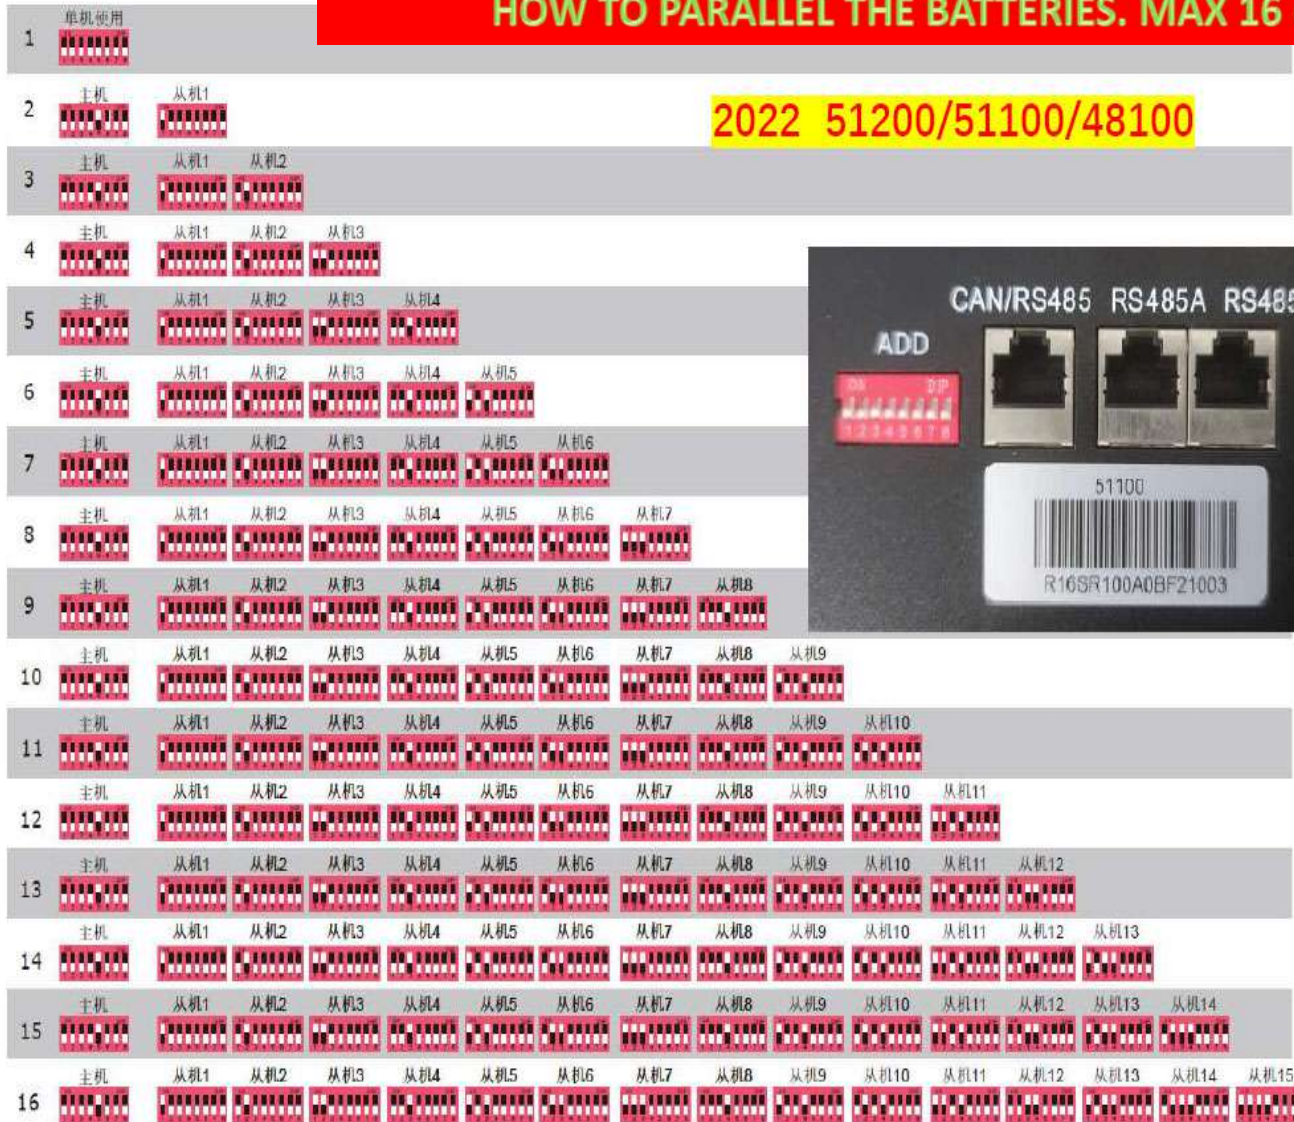 HOW TO PARALLEL THE BATTERIES. MAX 16
2022 51200/51100/48100
单机使用
1
主机 从机1
2
主机 从机1 从机2
3
主机 从机1 从机2 从机3
4
主机 从机1 从机2 从机3 从机4
5
主机 从机1 从机2 从机3 从机4 从机5
6
主机 从机1 从机2 从机3 从机4 从机5 从机6
7
主机 从机1 从机2 从机3 从机4 从机5 从机6 从机7
8
主机 从机1 从机2 从机3 从机4 从机5 从机6 从机7 从机8
9
主机 从机1 从机2 从机3 从机4 从机5 从机6 从机7 从机8 从机9
10
主机 从机1 从机2 从机3 从机4 从机5 从机6 从机7 从机8 从机9 从机10
11
主机 从机1 从机2 从机3 从机4 从机5 从机6 从机7 从机8 从机9 从机10 从机11
12
主机 从机1 从机2 从机3 从机4 从机5 从机6 从机7 从机8 从机9 从机10 从机11 从机12
13
主机 从机1 从机2 从机3 从机4 从机5 从机6 从机7 从机8 从机9 从机10 从机11 从机12 从机13
14
主机 从机1 从机2 从机3 从机4 从机5 从机6 从机7 从机8 从机9 从机10 从机11 从机12 从机13 从机14
15
主机 从机1 从机2 从机3 从机4 从机5 从机6 从机7 从机8 从机9 从机10 从机11 从机12 从机13 从机14 从机15
16
CAN/RS485 RS485A RS485
ADD
ON DIP
1 2 3 4 5 6 7 8
51100
R16SR100A0BF21003